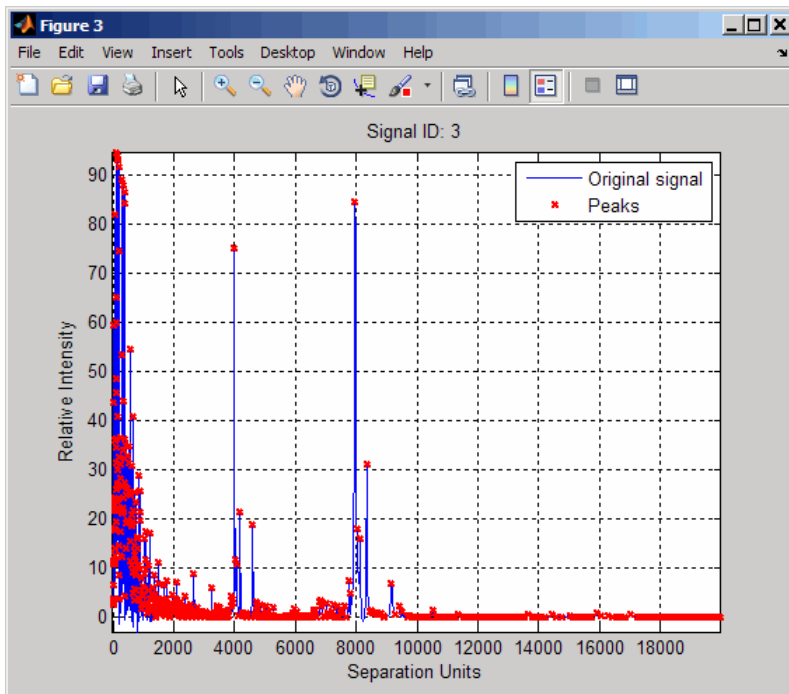 Figure 3
File Edit View Insert Tools Desktop Window Help
Signal ID: 3
Original signal
Peaks
90
80
70
60
50
40
30
20
10
0
Relative Intensity
0 2000 4000 6000 8000 10000 12000 14000 16000 18000
Separation Units